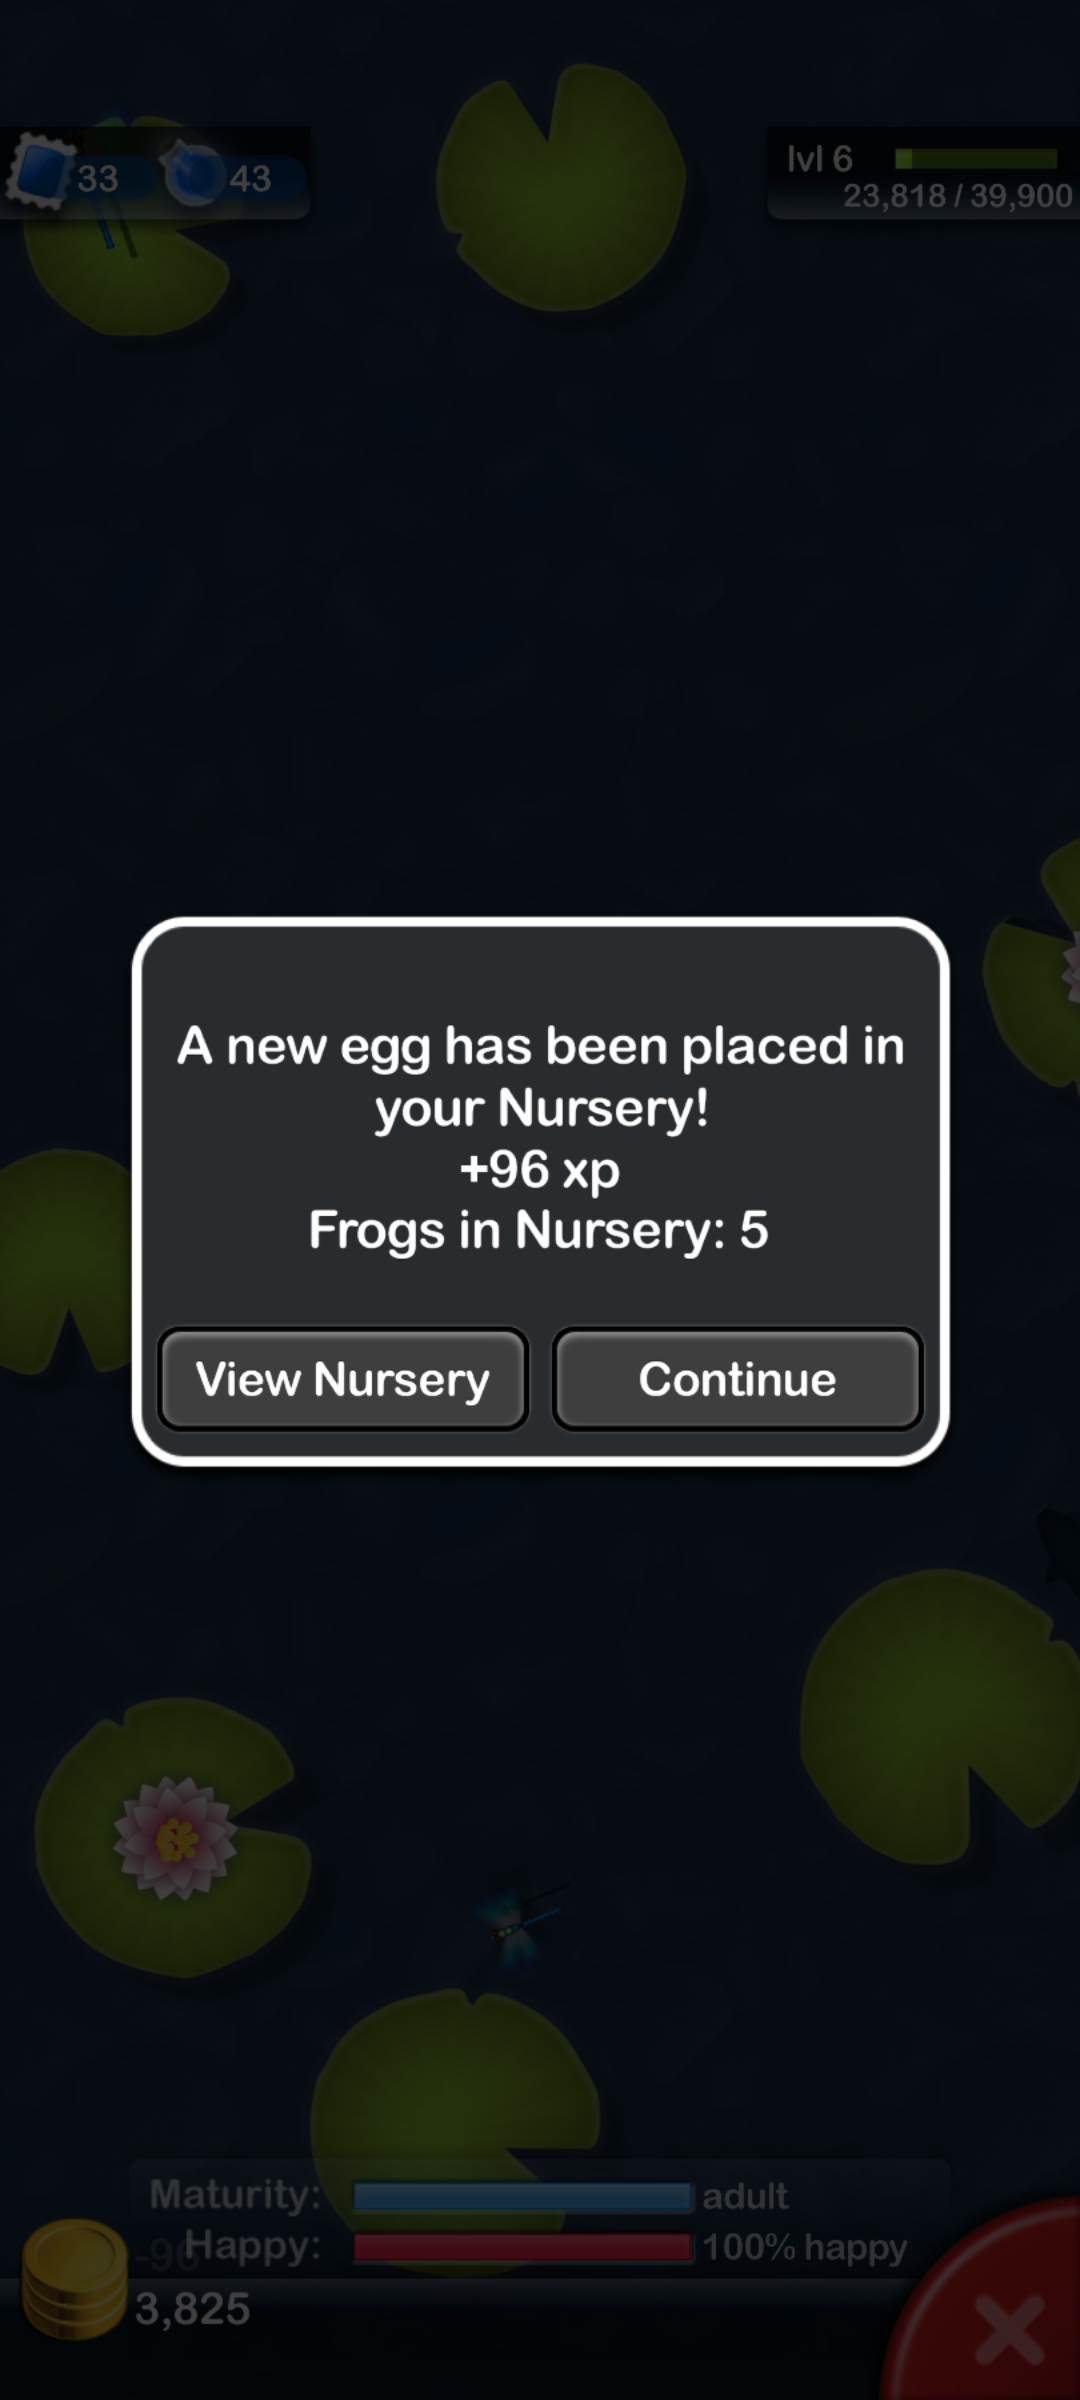 33
43
lvl 6
23,818 / 39,900
A new egg has been placed in
your Nursery!
+96 xp
Frogs in Nursery: 5
View Nursery
Continue
Maturity:
adult
Happy:
100% happy
3,825